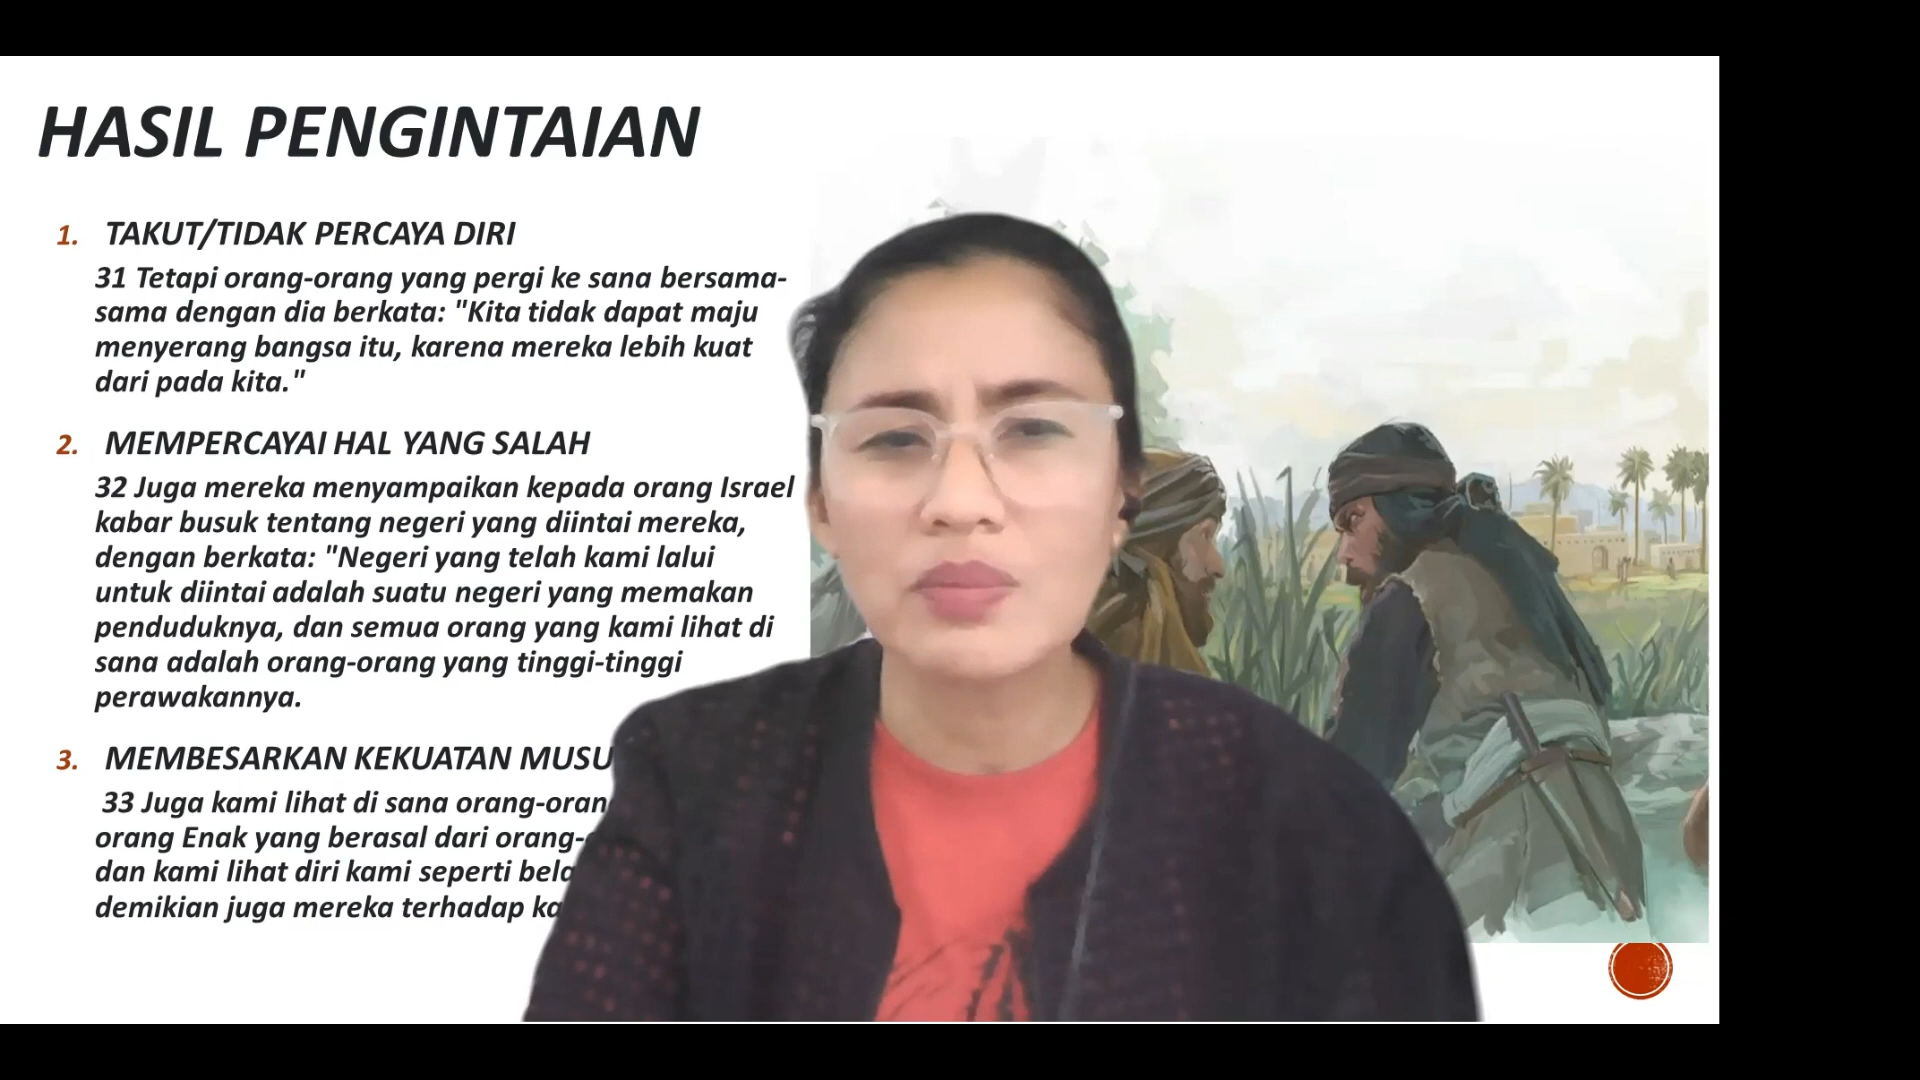 HASIL PENGINTAIAN
1. TAKUT/TIDAK PERCAYA DIRI
31 Tetapi orang-orang yang pergi ke sana bersama-
sama dengan dia berkata: "Kita tidak dapat maju
menyerang bangsa itu, karena mereka lebih kuat
dari pada kita."
2. MEMPERCAYAI HAL YANG SALAH
32 Juga mereka menyampaikan kepada orang Israel
kabar busuk tentang negeri yang diintai mereka,
dengan berkata: "Negeri yang telah kami lalui
untuk diintai adalah suatu negeri yang memakan
penduduknya, dan semua orang yang kami lihat di
sana adalah orang-orang yang tinggi-tinggi
perawakannya.
3. MEMBESARKAN KEKUATAN
33 Juga kami lihat di sana
orang Enak yang berasal dari
dan kami lihat diri kami seperti
demikian juga mereka terhadap